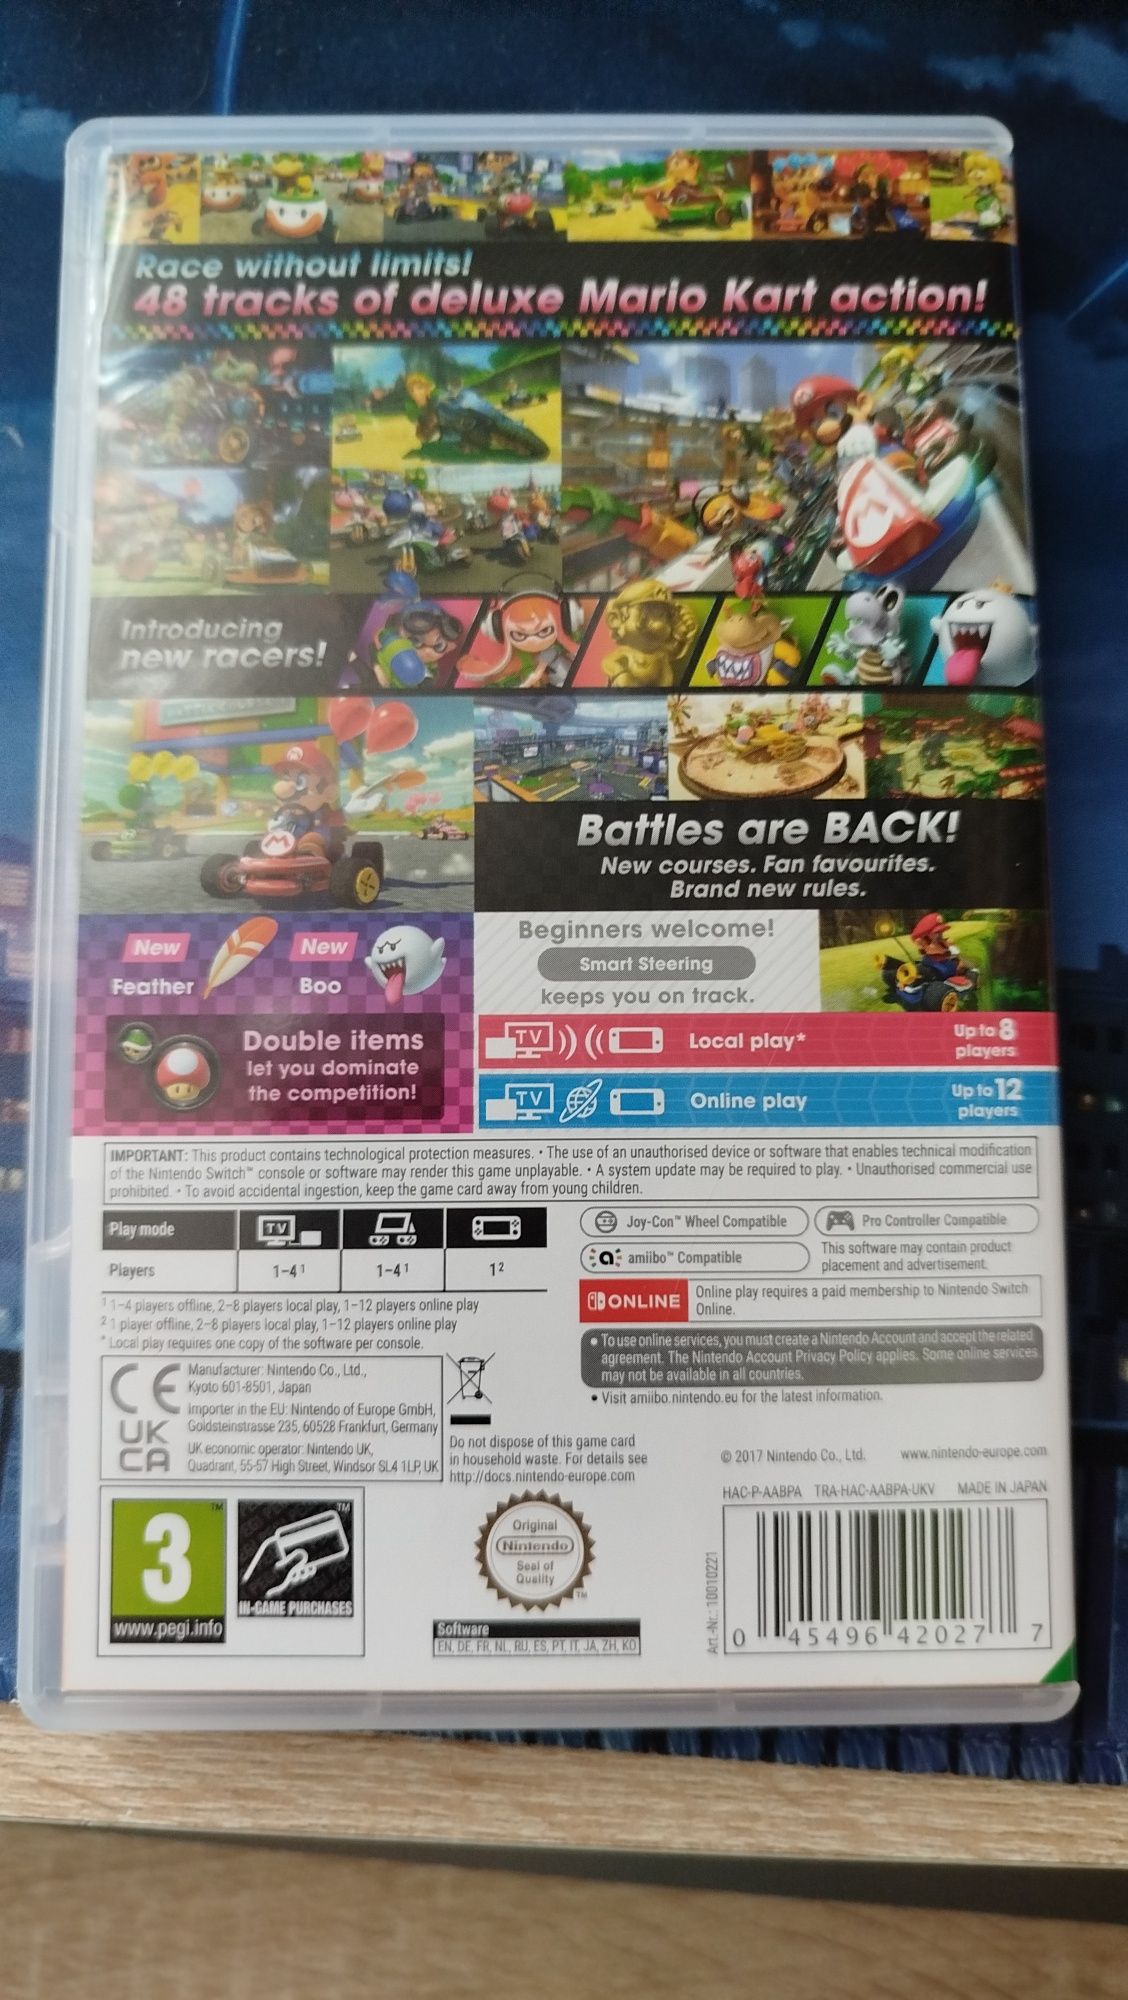 Race without limits!
48 tracks of deluxe Mario Kart action!
Introducing
new racers!
Battles are BACK!
New courses. Fan favourites.
Brand new rules.
New
Feather
New
Boo
Beginners welcome!
Smart Steering
keeps you on track.
Double items
let you dominate
the competition!
TV Local play* Up to 8
players
TV Online play Up to 12
players
IMPORTANT: This product contains technological protection measures. • The use of an unauthorised device or software that enables technical modification
of the Nintendo Switch™ console or software may render this game unplayable. • A system update may be required to play. • Unauthorised commercial use
prohibited. • To avoid accidental ingestion, keep the game card away from young children.
Play mode TV
Players 1-4¹ 1-4¹ 1²
¹ 1-4 players offline, 2-8 players local play, 1-12 players online play
² 1 player offline, 2-8 players local play, 1-12 players online play
* Local play requires one copy of the software per console.
Joy-Con™ Wheel Compatible
Pro Controller Compatible
amiibo™ Compatible
This software may contain product
placement and advertisement.
ONLINE
Online play requires a paid membership to Nintendo Switch
Online.
• To use online services, you must create a Nintendo Account and accept the related
agreement. The Nintendo Account Privacy Policy applies. Some online services
may not be available in all countries.
• Visit amiibo.nintendo.eu for the latest information.
CE
UK
CA
Manufacturer: Nintendo Co., Ltd.,
Kyoto 601-8501, Japan
Importer in the EU: Nintendo of Europe GmbH,
Goldsteinstrasse 235, 60528 Frankfurt, Germany
UK economic operator: Nintendo UK,
Quadrant, 55-57 High Street, Windsor SL4 1LP, UK
Do not dispose of this game card
in household waste. For details see
http://docs.nintendo-europe.com
© 2017 Nintendo Co., Ltd. www.nintendo-europe.com
HAC-P-AABPA TRA-HAC-AABPA-UKV MADE IN JAPAN
3
™
www.pegi.info
™
IN-GAME PURCHASES
Original
Nintendo
Seal of
Quality
™
Software
EN, DE, FR, NL, RU, ES, PT, IT, JA, ZH, KO
Art.-Nr.: 10010221
0 45496 42027 7